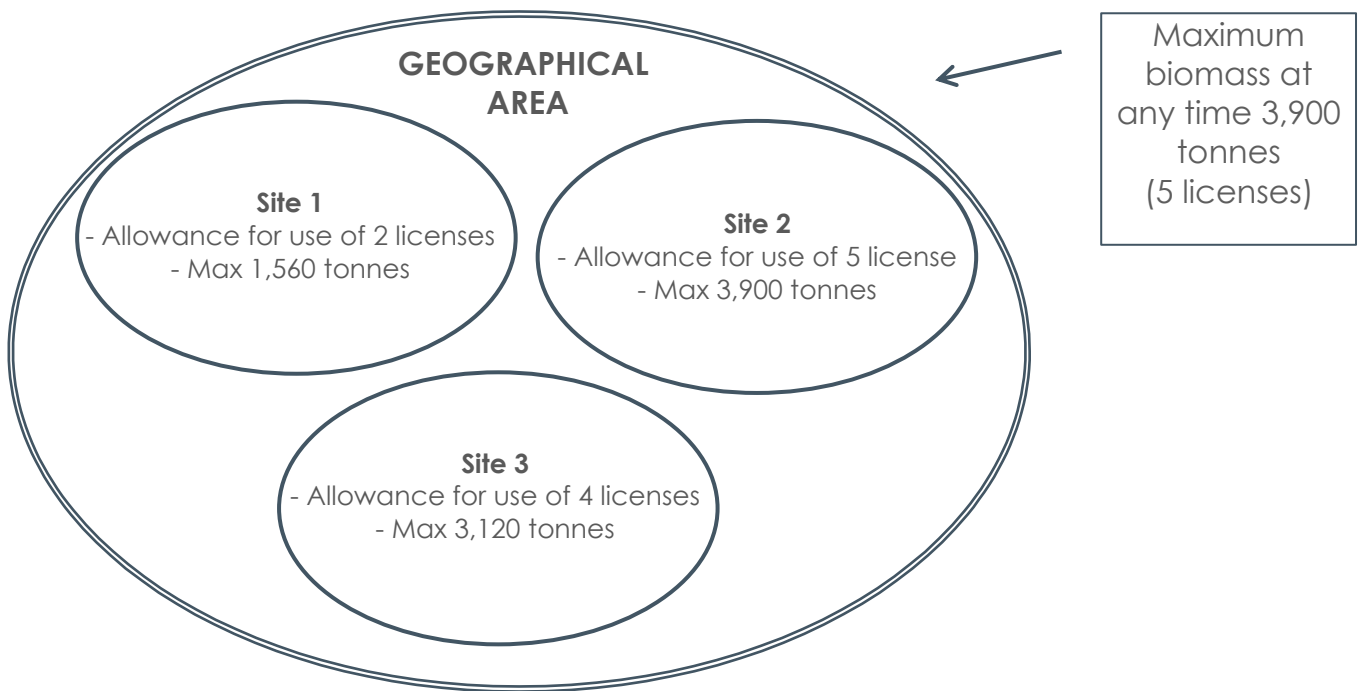 GEOGRAPHICAL
AREA
Maximum
biomass at
any time 3,900
tonnes
(5 licenses)
Site 1
- Allowance for use of 2 licenses
- Max 1,560 tonnes
Site 2
- Allowance for use of 5 license
- Max 3,900 tonnes
Site 3
- Allowance for use of 4 licenses
- Max 3,120 tonnes